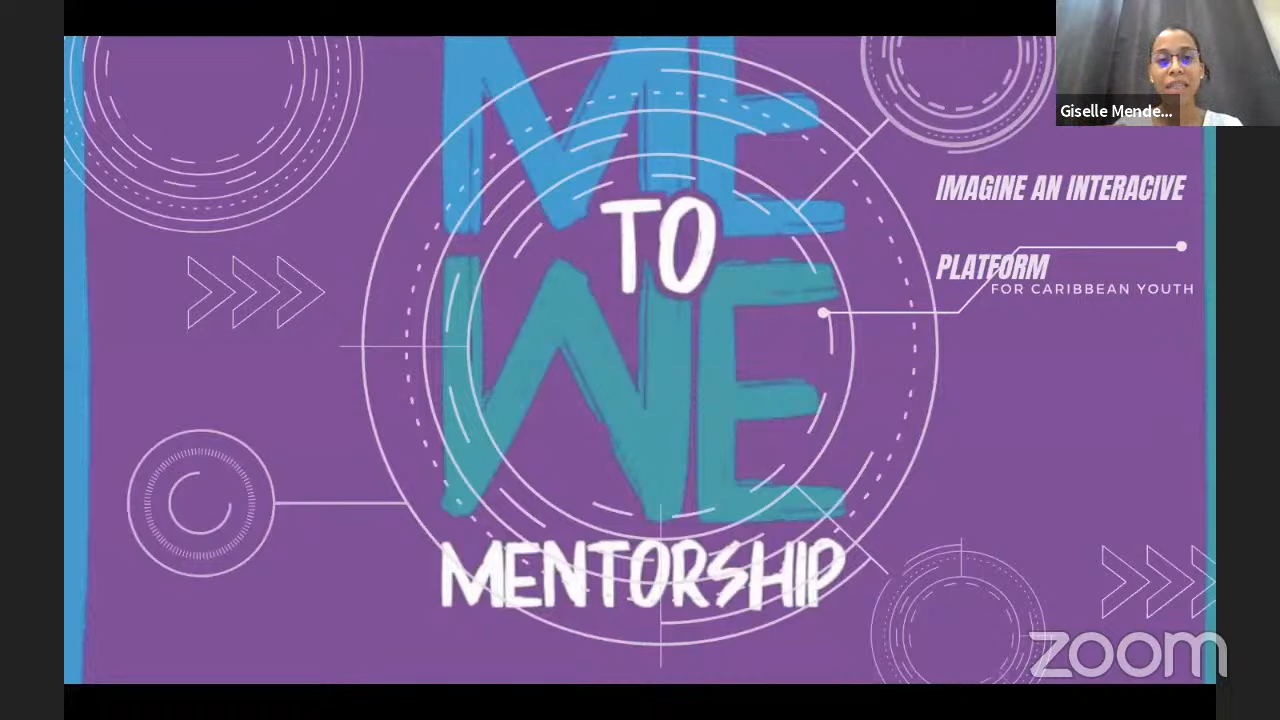 ME
TO
WE
MENTORSHIP
IMAGINE AN INTERACIVE
PLATFORM
FOR CARIBBEAN YOUTH
Giselle Mende...
zoom